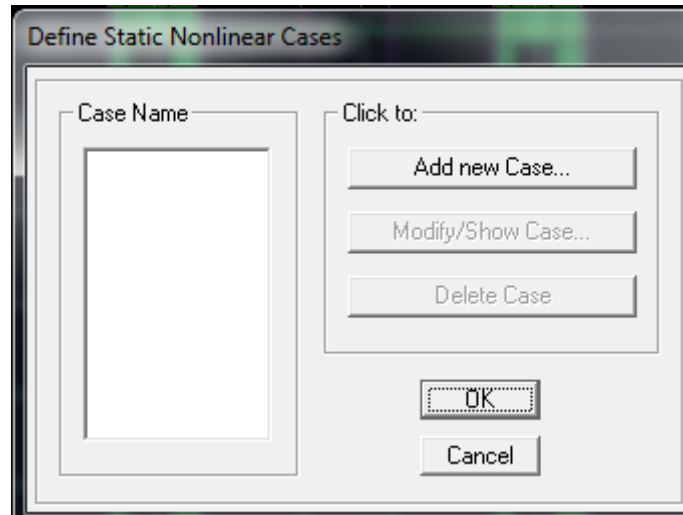 Define Static Nonlinear Cases
Case Name
Click to:
Add new Case...
Modify/Show Case...
Delete Case
OK
Cancel